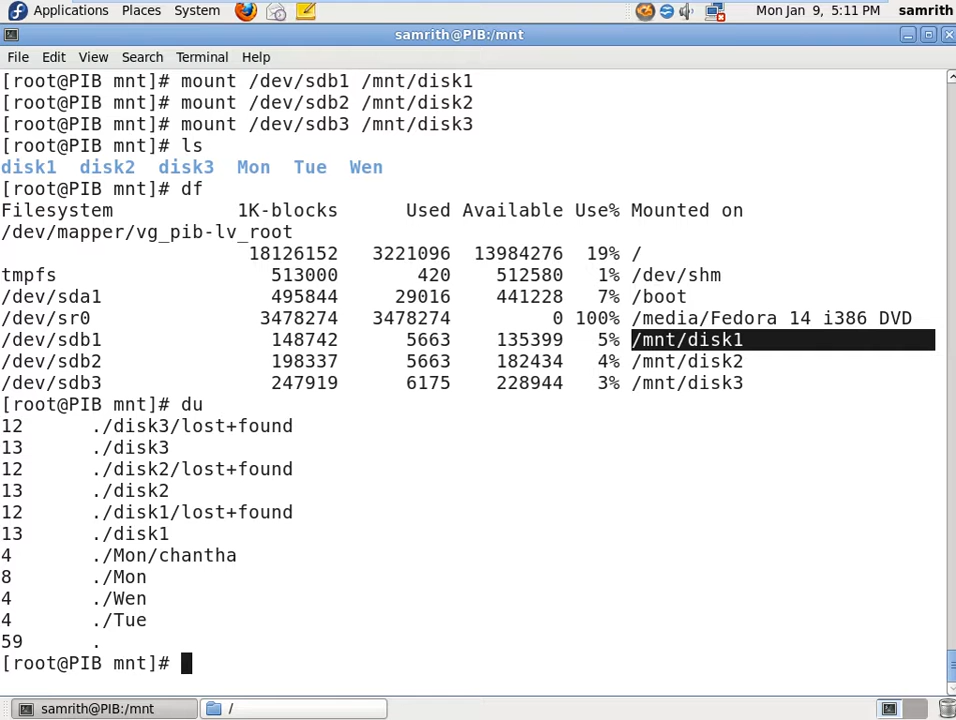 Applications Places System Mon Jan 9, 5:11 PM samrith
samrith@PIB:/mnt
File Edit View Search Terminal Help
[root@PIB mnt]# mount /dev/sdb1 /mnt/disk1
[root@PIB mnt]# mount /dev/sdb2 /mnt/disk2
[root@PIB mnt]# mount /dev/sdb3 /mnt/disk3
[root@PIB mnt]# ls
disk1 disk2 disk3 Mon Tue Wen
[root@PIB mnt]# df
Filesystem 1K-blocks Used Available Use% Mounted on
/dev/mapper/vg_pib-lv_root
18126152 3221096 13984276 19% /
tmpfs 513000 420 512580 1% /dev/shm
/dev/sda1 495844 29016 441228 7% /boot
/dev/sr0 3478274 3478274 0 100% /media/Fedora 14 i386 DVD
/dev/sdb1 148742 5663 135399 5% /mnt/disk1
/dev/sdb2 198337 5663 182434 4% /mnt/disk2
/dev/sdb3 247919 6175 228944 3% /mnt/disk3
[root@PIB mnt]# du
12 ./disk3/lost+found
13 ./disk3
12 ./disk2/lost+found
13 ./disk2
12 ./disk1/lost+found
13 ./disk1
4 ./Mon/chantha
8 ./Mon
4 ./Wen
4 ./Tue
59 .
[root@PIB mnt]#
samrith@PIB:/mnt /